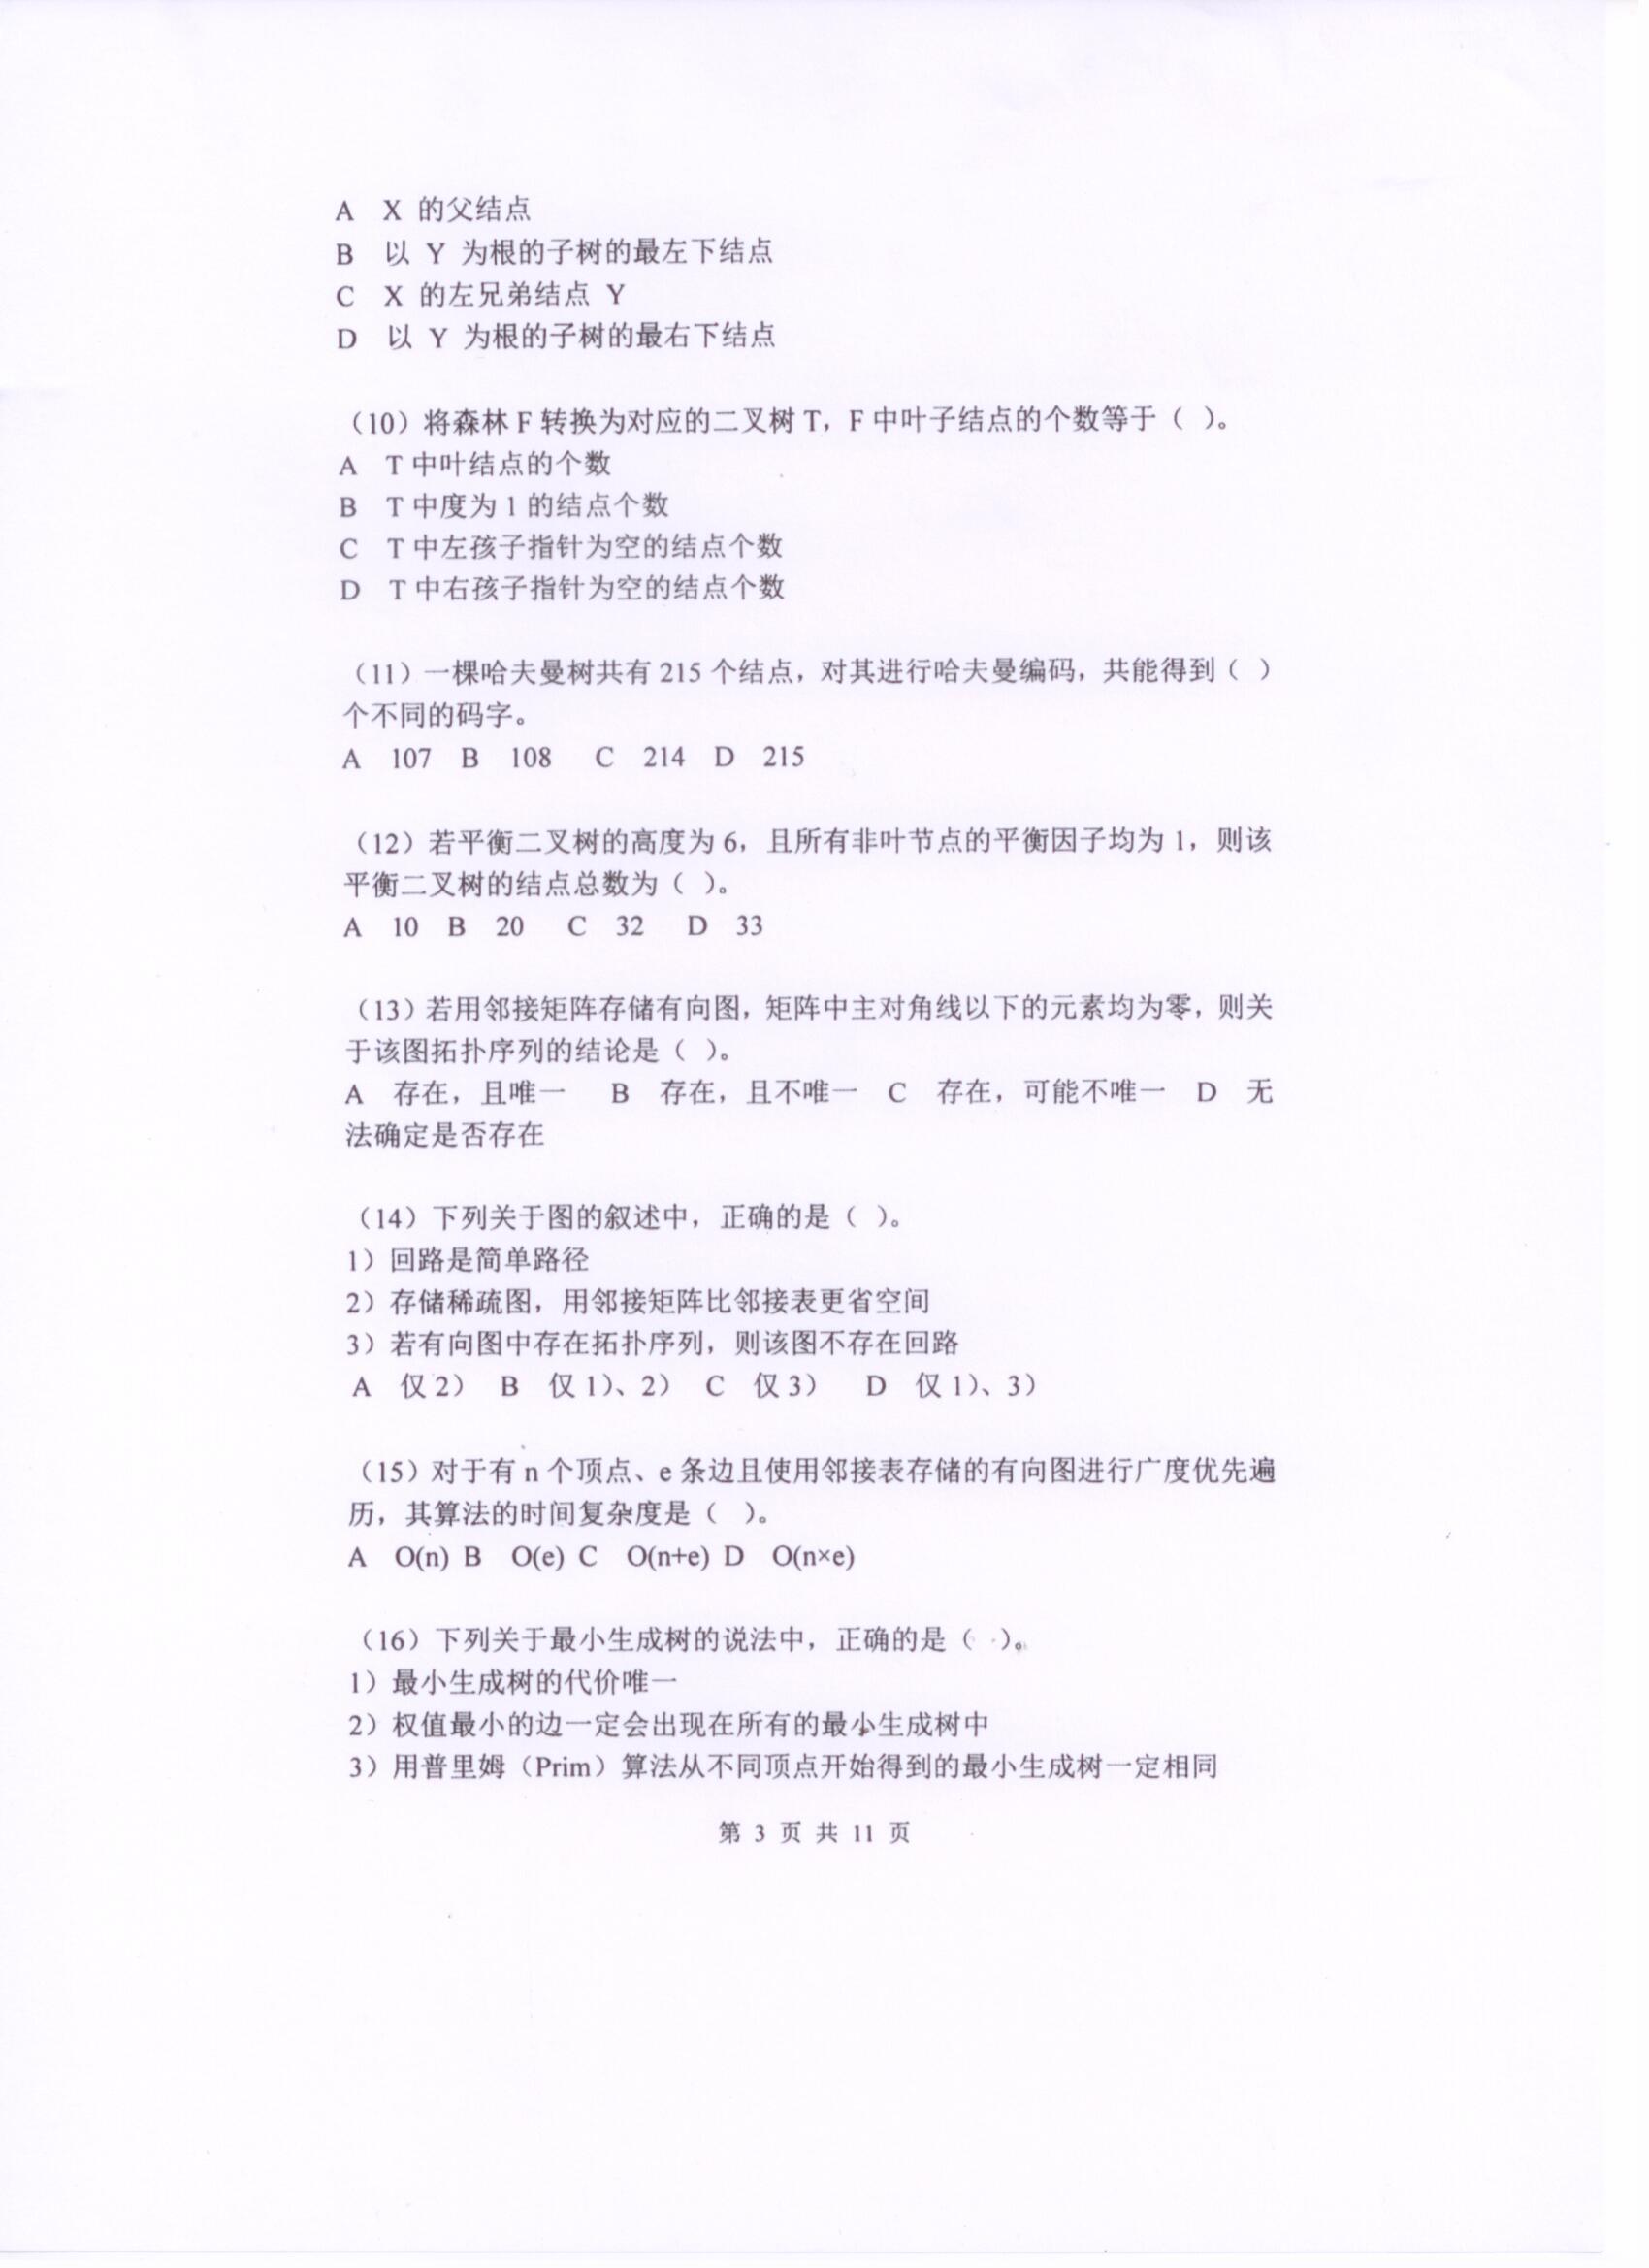 A X 的父结点
B 以 Y 为根的子树的最左下结点
C X 的左兄弟结点 Y
D 以 Y 为根的子树的最右下结点
（10）将森林 F 转换为对应的二叉树 T，F 中叶子结点的个数等于（ ）。
A T 中叶结点的个数
B T 中度为 1 的结点个数
C T 中左孩子指针为空的结点个数
D T 中右孩子指针为空的结点个数
（11）一棵哈夫曼树共有 215 个结点，对其进行哈夫曼编码，共能得到（ ）
个不同的码字。
A 107 B 108 C 214 D 215
（12）若平衡二叉树的高度为 6，且所有非叶节点的平衡因子均为 1，则该
平衡二叉树的结点总数为（ ）。
A 10 B 20 C 32 D 33
（13）若用邻接矩阵存储有向图，矩阵中主对角线以下的元素均为零，则关
于该图拓扑序列的结论是（ ）。
A 存在，且唯一 B 存在，且不唯一 C 存在，可能不唯一 D 无
法确定是否存在
（14）下列关于图的叙述中，正确的是（ ）。
1）回路是简单路径
2）存储稀疏图，用邻接矩阵比邻接表更省空间
3）若有向图中存在拓扑序列，则该图不存在回路
A 仅 2） B 仅 1）、2） C 仅 3） D 仅 1）、3）
（15）对于有 n 个顶点、e 条边且使用邻接表存储的有向图进行广度优先遍
历，其算法的时间复杂度是（ ）。
A O(n) B O(e) C O(n+e) D O(n×e)
（16）下列关于最小生成树的说法中，正确的是（ ）。
1）最小生成树的代价唯一
2）权值最小的边一定会出现在所有的最小生成树中
3）用普里姆（Prim）算法从不同顶点开始得到的最小生成树一定相同
第 3 页 共 11 页